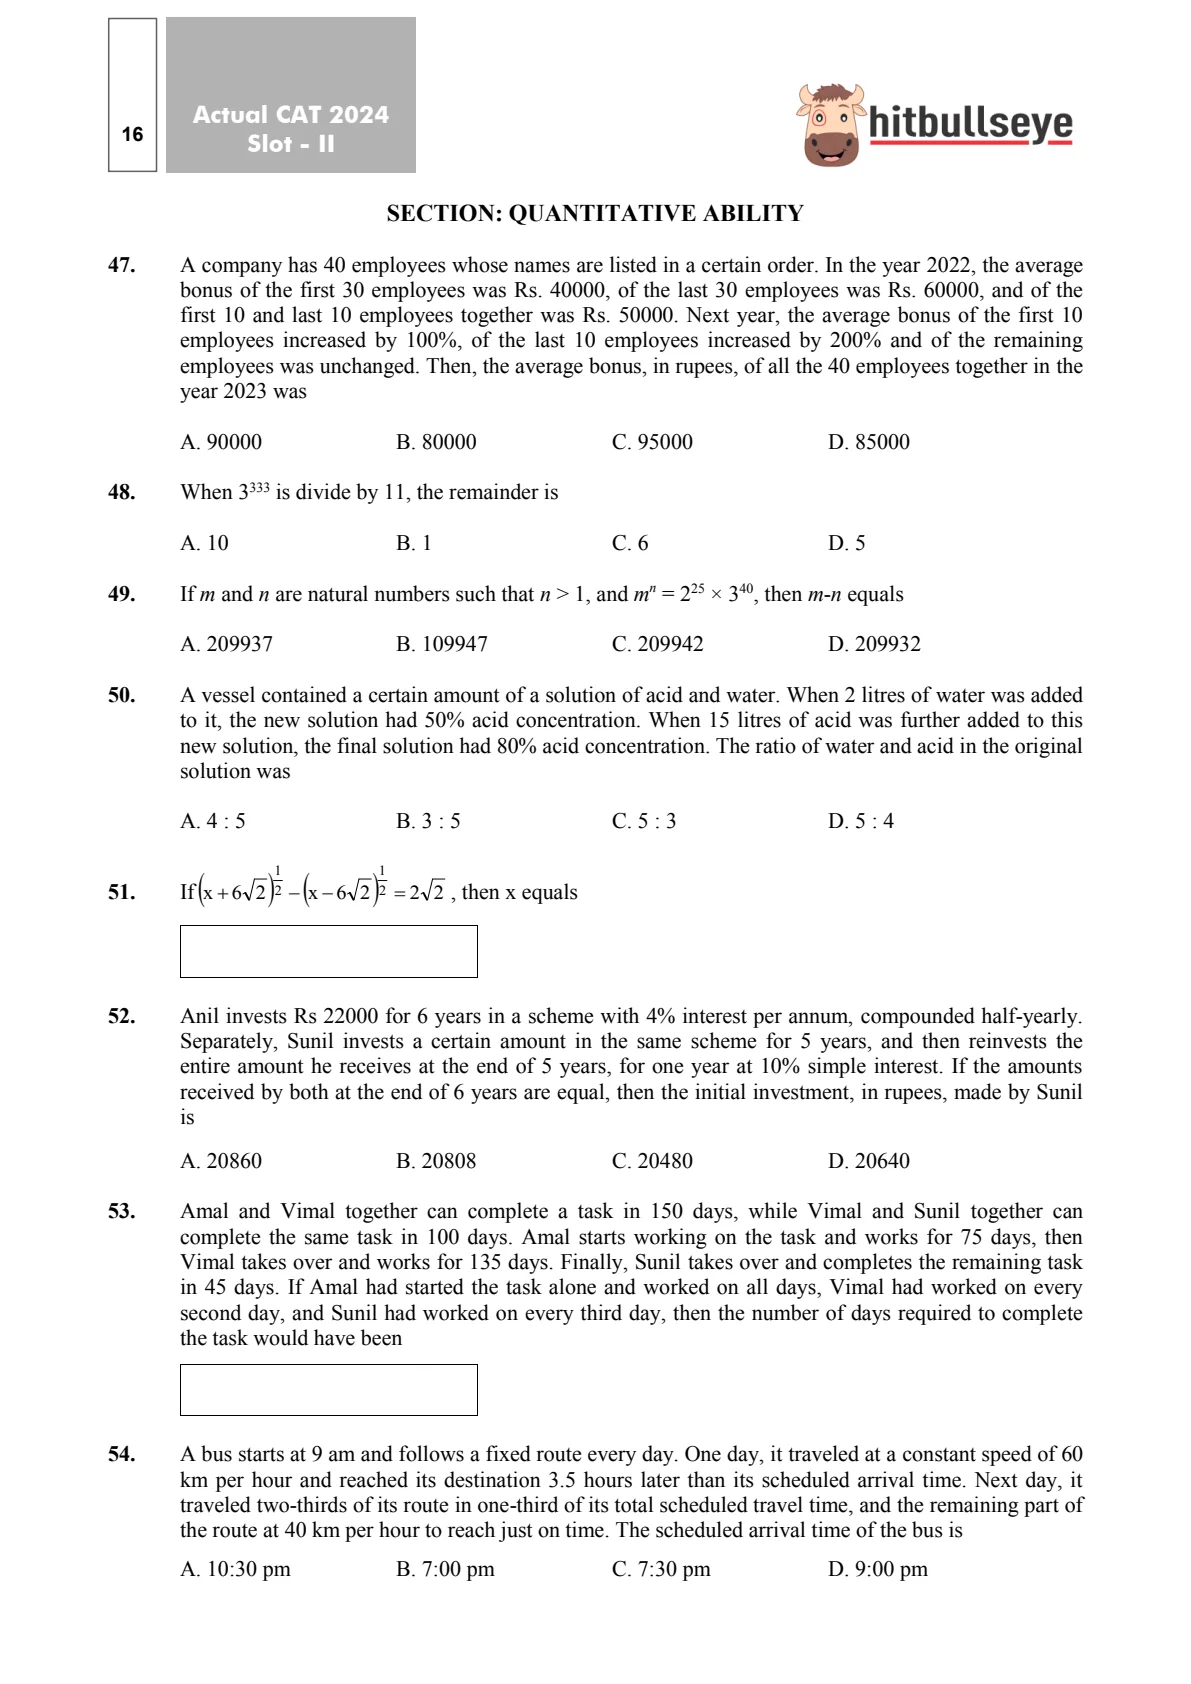 16
Actual CAT 2024
Slot - II
hitbullseye
SECTION: QUANTITATIVE ABILITY
47. A company has 40 employees whose names are listed in a certain order. In the year 2022, the average
bonus of the first 30 employees was Rs. 40000, of the last 30 employees was Rs. 60000, and of the
first 10 and last 10 employees together was Rs. 50000. Next year, the average bonus of the first 10
employees increased by 100%, of the last 10 employees increased by 200% and of the remaining
employees was unchanged. Then, the average bonus, in rupees, of all the 40 employees together in the
year 2023 was
A. 90000 B. 80000 C. 95000 D. 85000
48. When 3³³³ is divide by 11, the remainder is
A. 10 B. 1 C. 6 D. 5
49. If m and n are natural numbers such that n > 1, and mⁿ = 2²⁵ × 3⁴⁰, then m-n equals
A. 209937 B. 109947 C. 209942 D. 209932
50. A vessel contained a certain amount of a solution of acid and water. When 2 litres of water was added
to it, the new solution had 50% acid concentration. When 15 litres of acid was further added to this
new solution, the final solution had 80% acid concentration. The ratio of water and acid in the original
solution was
A. 4 : 5 B. 3 : 5 C. 5 : 3 D. 5 : 4
51. If (x + 6√2)^(1/2) − (x − 6√2)^(1/2) = 2√2 , then x equals
52. Anil invests Rs 22000 for 6 years in a scheme with 4% interest per annum, compounded half-yearly.
Separately, Sunil invests a certain amount in the same scheme for 5 years, and then reinvests the
entire amount he receives at the end of 5 years, for one year at 10% simple interest. If the amounts
received by both at the end of 6 years are equal, then the initial investment, in rupees, made by Sunil
is
A. 20860 B. 20808 C. 20480 D. 20640
53. Amal and Vimal together can complete a task in 150 days, while Vimal and Sunil together can
complete the same task in 100 days. Amal starts working on the task and works for 75 days, then
Vimal takes over and works for 135 days. Finally, Sunil takes over and completes the remaining task
in 45 days. If Amal had started the task alone and worked on all days, Vimal had worked on every
second day, and Sunil had worked on every third day, then the number of days required to complete
the task would have been
54. A bus starts at 9 am and follows a fixed route every day. One day, it traveled at a constant speed of 60
km per hour and reached its destination 3.5 hours later than its scheduled arrival time. Next day, it
traveled two-thirds of its route in one-third of its total scheduled travel time, and the remaining part of
the route at 40 km per hour to reach just on time. The scheduled arrival time of the bus is
A. 10:30 pm B. 7:00 pm C. 7:30 pm D. 9:00 pm